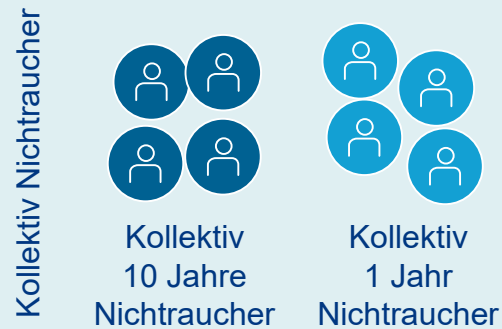 Kollektiv Nichtraucher
Kollektiv
10 Jahre
Nichtraucher
Kollektiv
1 Jahr
Nichtraucher